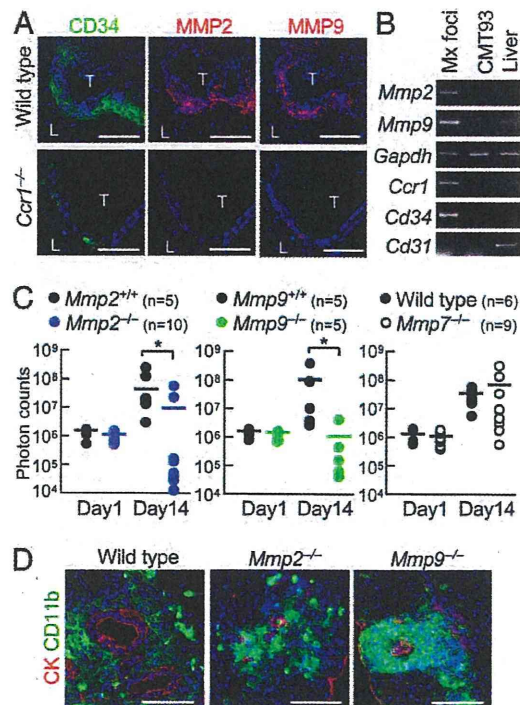 A
CD34 MMP2 MMP9
Wild type
T T T
L L L
Ccr1–/–
T T T
L L L
B
Mx foci CMT93 Liver
Mmp2
Mmp9
Gapdh
Ccr1
Cd34
Cd31
C
Mmp2+/+ (n=5) Mmp9+/+ (n=5) Wild type (n=6)
Mmp2–/– (n=10) Mmp9–/– (n=5) Mmp7–/– (n=9)
* *
Photon counts
10⁹ 10⁹ 10⁹
10⁸ 10⁸ 10⁸
10⁷ 10⁷ 10⁷
10⁶ 10⁶ 10⁶
10⁵ 10⁵ 10⁵
10⁴ 10⁴ 10⁴
Day1 Day14 Day1 Day14 Day1 Day14
D
Wild type Mmp2–/– Mmp9–/–
CK CD11b